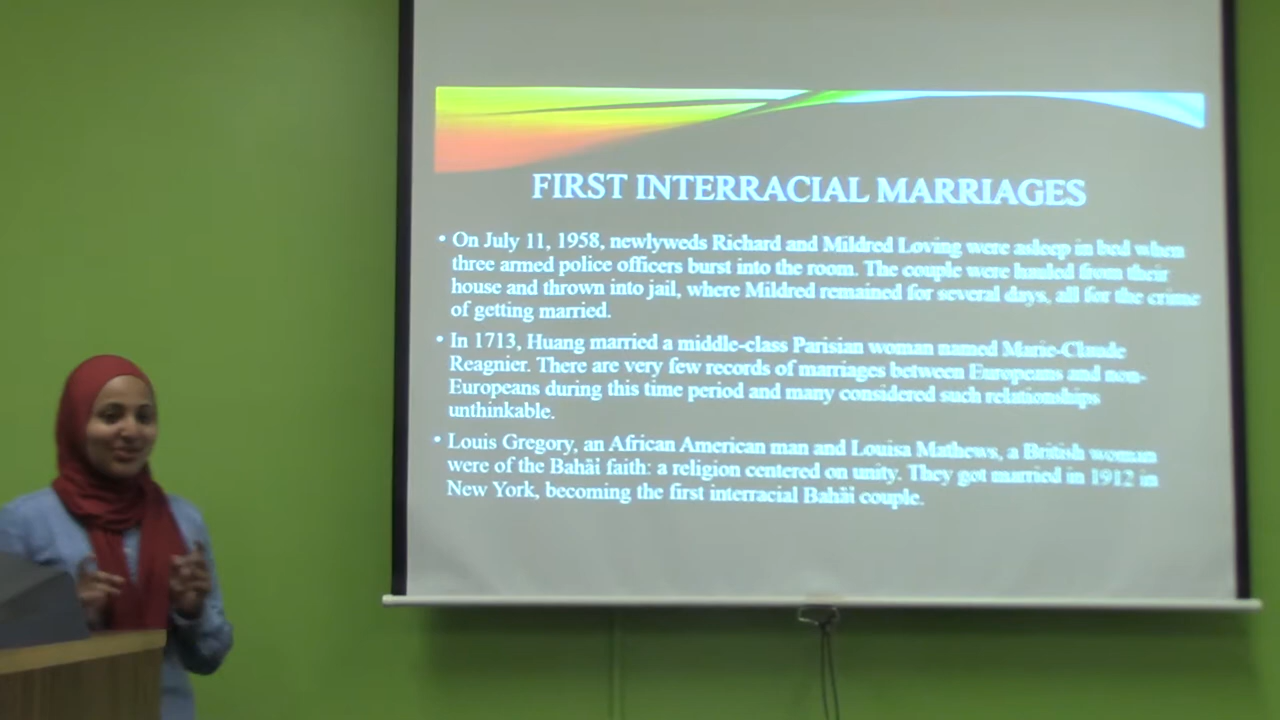 FIRST INTERRACIAL MARRIAGES
• On July 11, 1958, newlyweds Richard and Mildred Loving were asleep in bed when
three armed police officers burst into the room. The couple were hauled from their
house and thrown into jail, where Mildred remained for several days, all for the crime
of getting married.
• In 1713, Huang married a middle-class Parisian woman named Marie-Claude
Reagnier. There are very few records of marriages between Europeans and non-
Europeans during this time period and many considered such relationships
unthinkable.
• Louis Gregory, an African American man and Louisa Mathews, a British woman
were of the Bahāi faith: a religion centered on unity. They got married in 1912 in
New York, becoming the first interracial Bahāi couple.